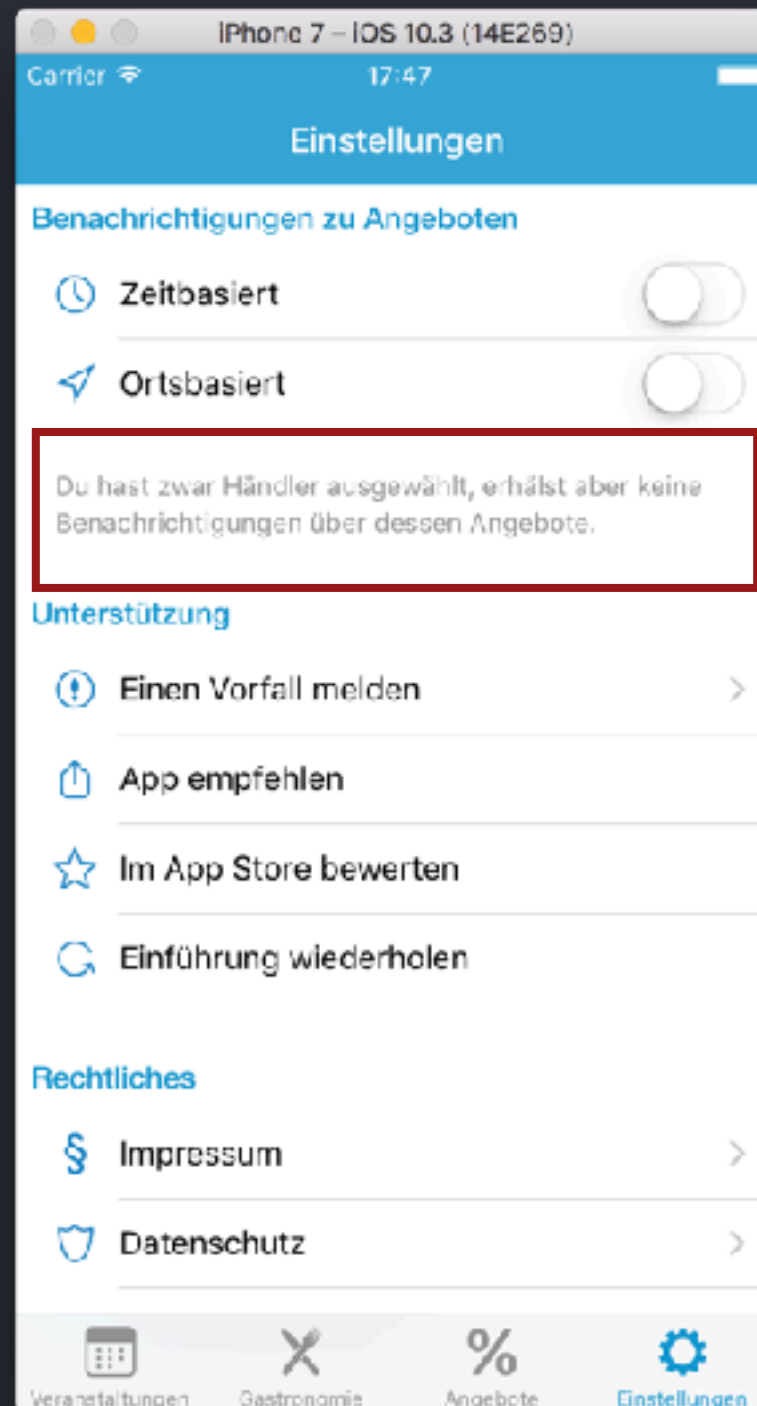 iPhone 7 – iOS 10.3 (14E269)
Carrier 17:47
Einstellungen
Benachrichtigungen zu Angeboten
Zeitbasiert
Ortsbasiert
Du hast zwar Händler ausgewählt, erhälst aber keine
Benachrichtigungen über dessen Angebote.
Unterstützung
Einen Vorfall melden
App empfehlen
Im App Store bewerten
Einführung wiederholen
Rechtliches
§ Impressum
Datenschutz
%
Veranstaltungen Gastronomie Angebote Einstellungen